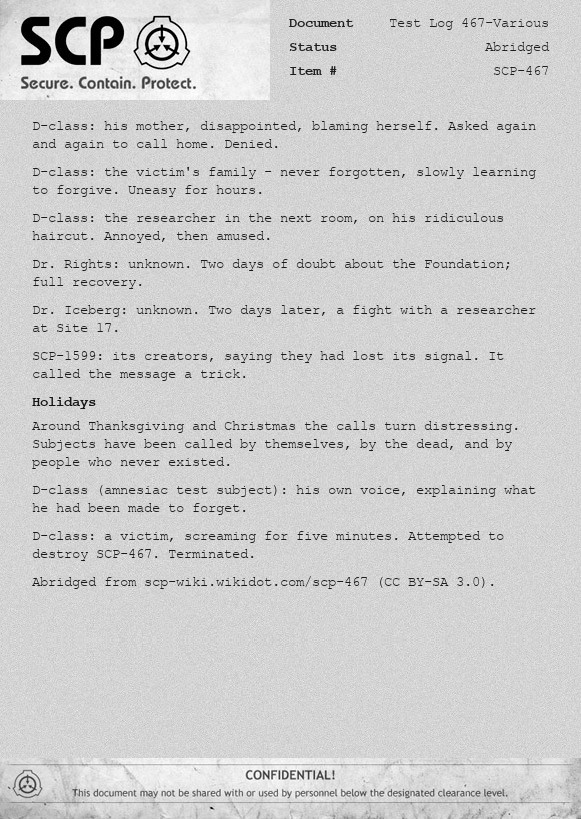 SCP
Secure. Contain. Protect.
Document Test Log 467-Various
Status Abridged
Item # SCP-467
D-class: his mother, disappointed, blaming herself. Asked again
and again to call home. Denied.
D-class: the victim's family - never forgotten, slowly learning
to forgive. Uneasy for hours.
D-class: the researcher in the next room, on his ridiculous
haircut. Annoyed, then amused.
Dr. Rights: unknown. Two days of doubt about the Foundation;
full recovery.
Dr. Iceberg: unknown. Two days later, a fight with a researcher
at Site 17.
SCP-1599: its creators, saying they had lost its signal. It
called the message a trick.
Holidays
Around Thanksgiving and Christmas the calls turn distressing.
Subjects have been called by themselves, by the dead, and by
people who never existed.
D-class (amnesiac test subject): his own voice, explaining what
he had been made to forget.
D-class: a victim, screaming for five minutes. Attempted to
destroy SCP-467. Terminated.
Abridged from scp-wiki.wikidot.com/scp-467 (CC BY-SA 3.0).
CONFIDENTIAL!
This document may not be shared with or used by personnel below the designated clearance level.